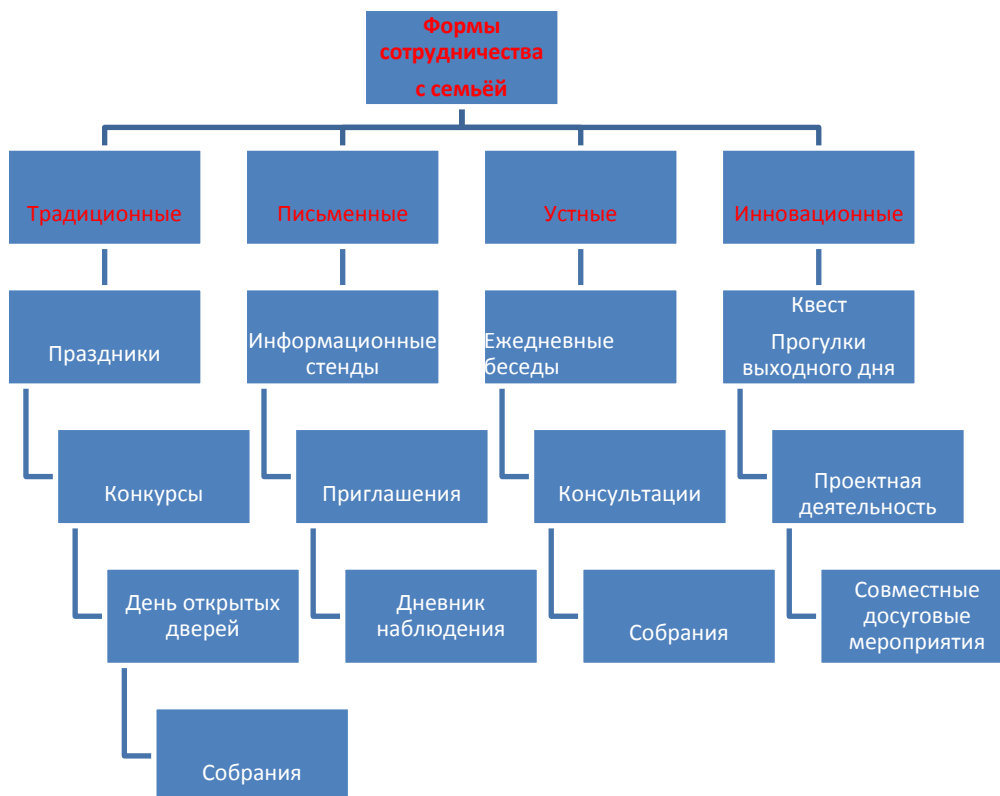 Формы
сотрудничества
с семьёй
Традиционные
Письменные
Устные
Инновационные
Праздники
Информационные
стенды
Ежедневные
беседы
Квест
Прогулки
выходного дня
Конкурсы
Приглашения
Консультации
Проектная
деятельность
День открытых
дверей
Дневник
наблюдения
Собрания
Совместные
досуговые
мероприятия
Собрания